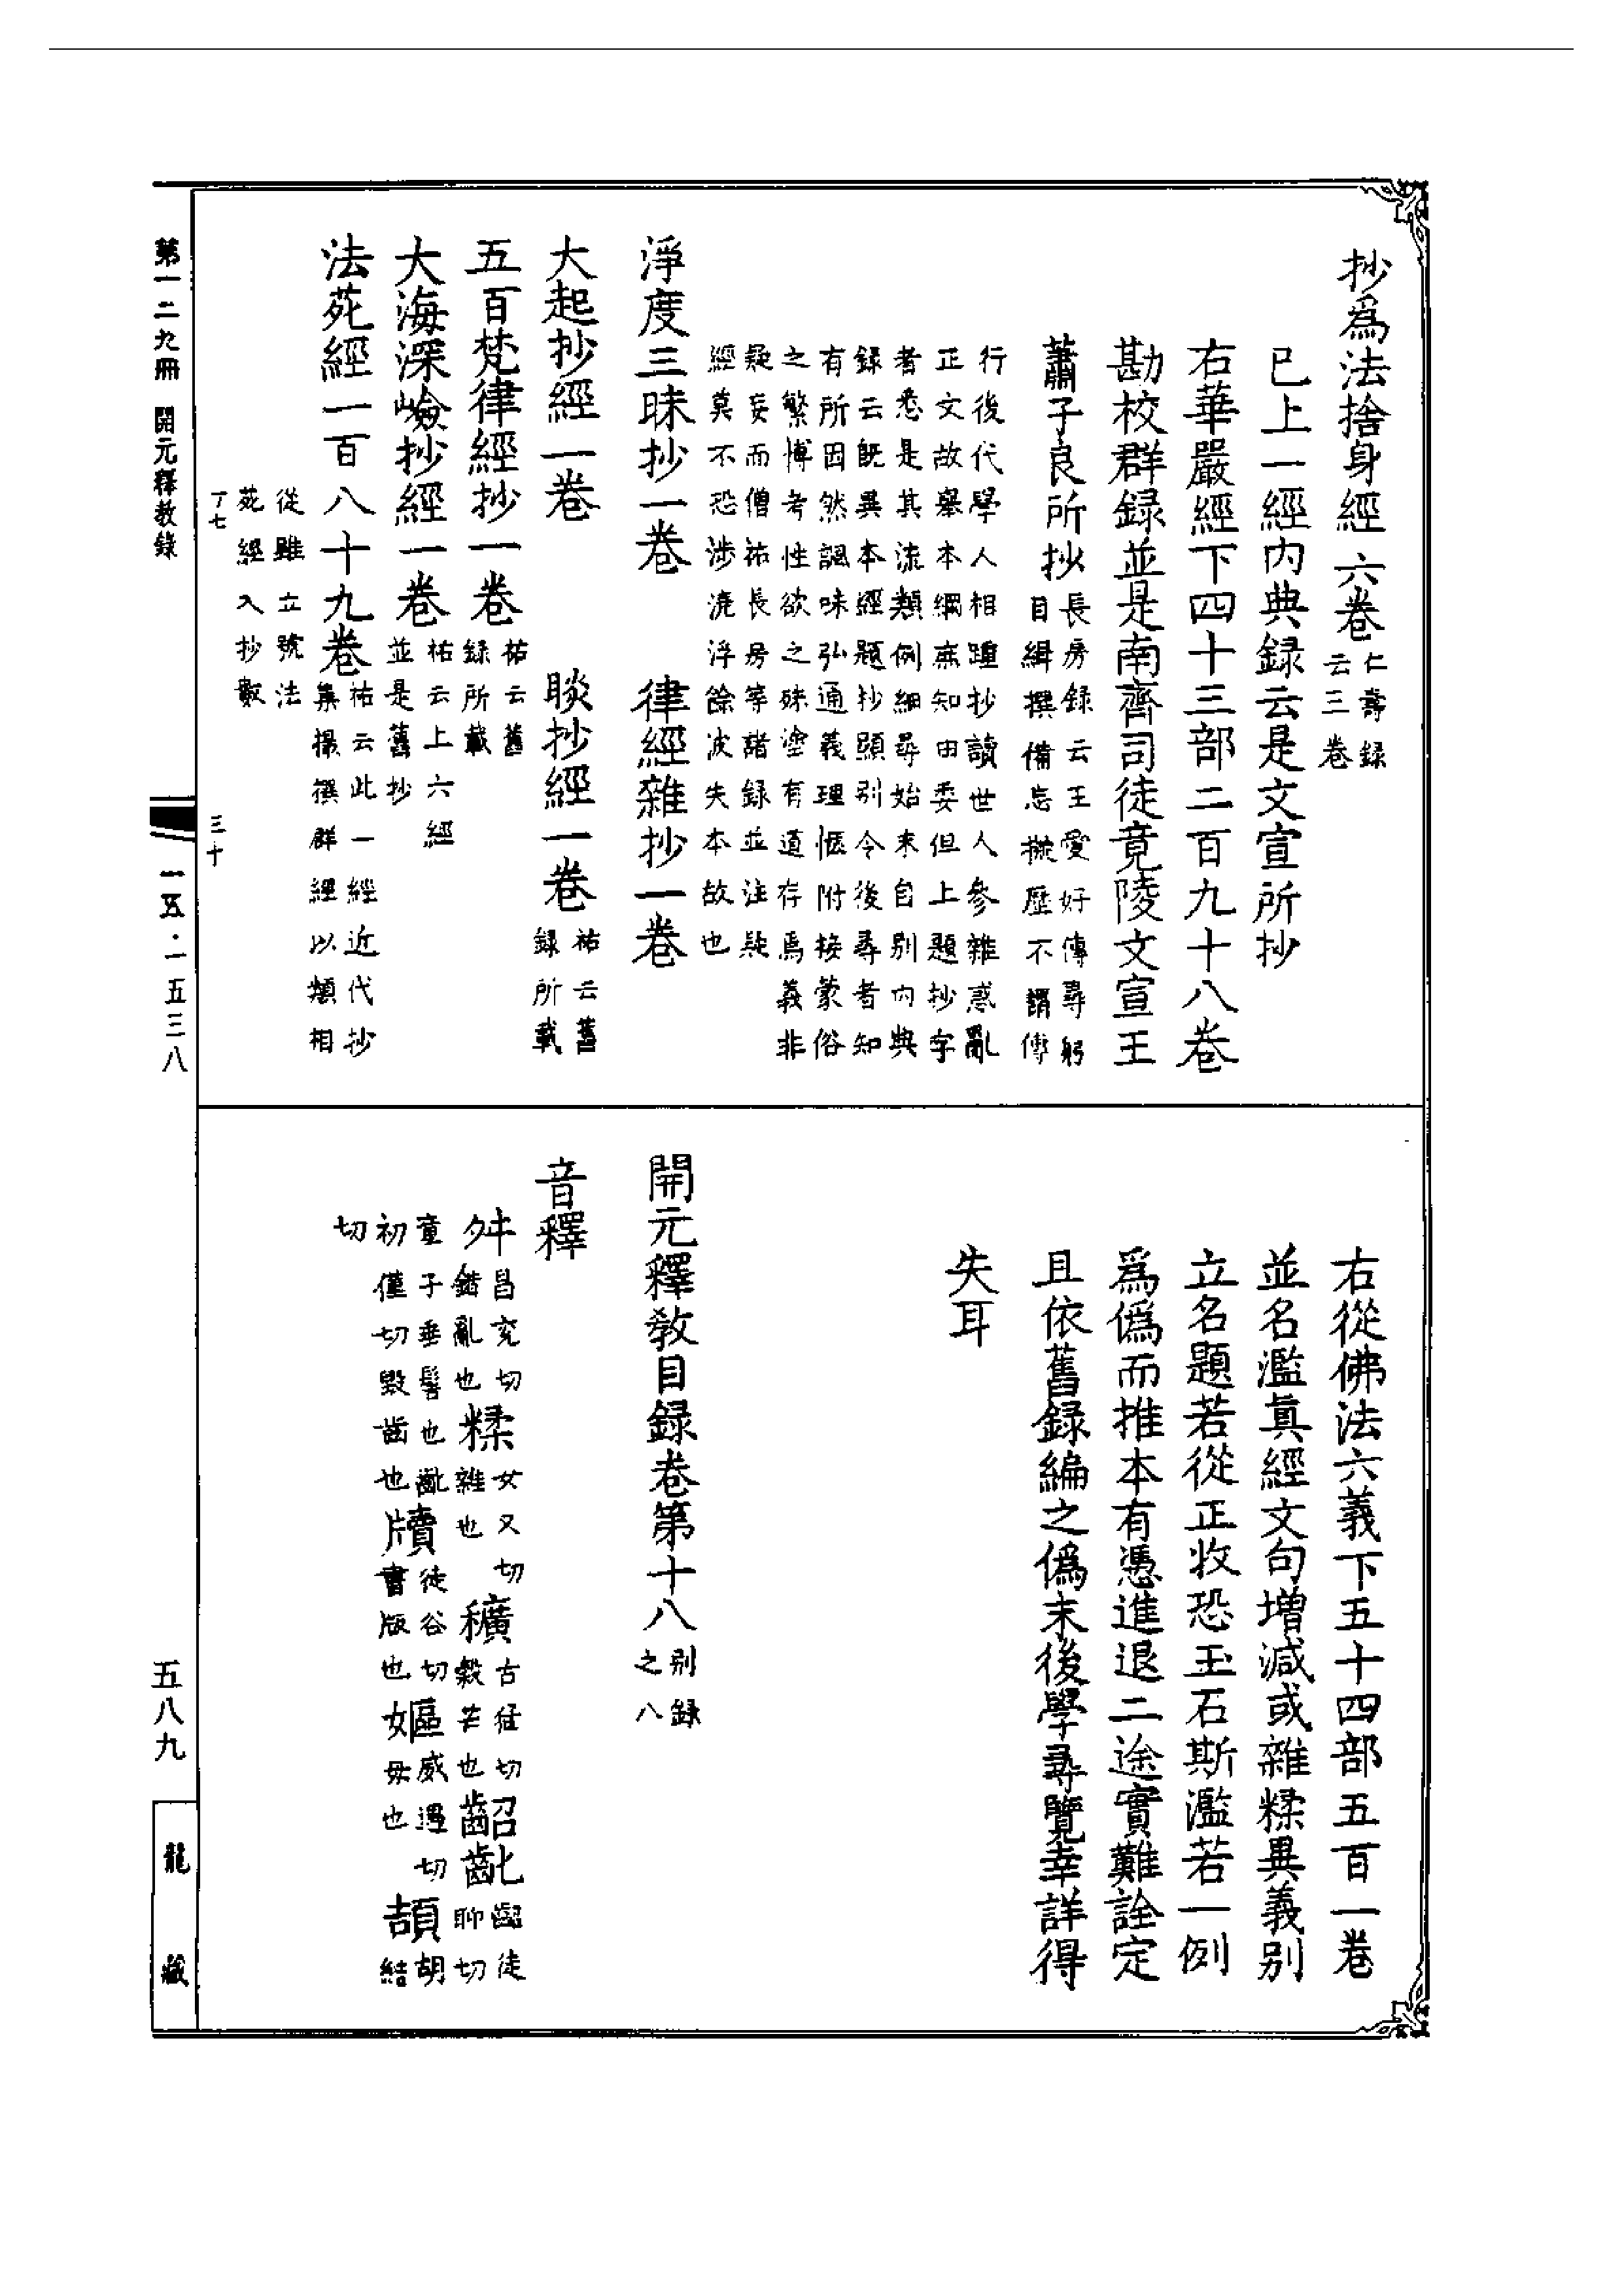 抄爲法捨身經六卷仁壽錄云三卷
已上一經內典録云是文宣所抄
右華嚴經下四十三部二百九十八卷
勘校群録並是南齊司徒竟陵文宣王
蕭子良所抄長房録云王愛好傳尋躬自緝撰備忘擬歷不謂傳
行後代學人相踵抄讀世人參雜惑亂
正文故舉本綱庶知由委但上題抄字
者悉是其流類例細尋始末自別內典
録云既異本經題抄顯別令後尋者知
有所因然諷味弘通義理愜附接蒙俗
之繁博考性欲之殊塗有道存焉義非
疑妄而僧祐長房等諸録並注疑
經莫不恐涉澆浮餘波失本故也
淨度三昧抄一卷　律經雜抄一卷
大起抄經一卷　睒抄經一卷祐云舊録所載
五百梵律經抄一卷祐云舊録所載
大海深嶮抄經一卷祐云上六經並是舊抄
法苑經一百八十九卷祐云此一經近代抄集撮撰群經以類相
從雖立號法
苑經入抄數
了七　三十
右從佛法六義下五十四部五百一卷
並名濫眞經文句增減或雜糅異義別
立名題若從正收恐玉石斯濫若一例
爲僞而推本有憑進退二途實難詮定
且依舊録編之僞末後學尋覽幸詳得
失耳
開元釋敎目録卷第十八別録之八
音釋
舛昌兗切錯亂也糅女又切雜也穬古猛切穀芒也齠齔齠徒聊切
童子垂髫也齔初僅切毀齒也牘徒谷切書版也嫗威遇切母也頡胡結
切
第一二九冊　開元釋教錄
一五·一五三八
五八九
龍藏